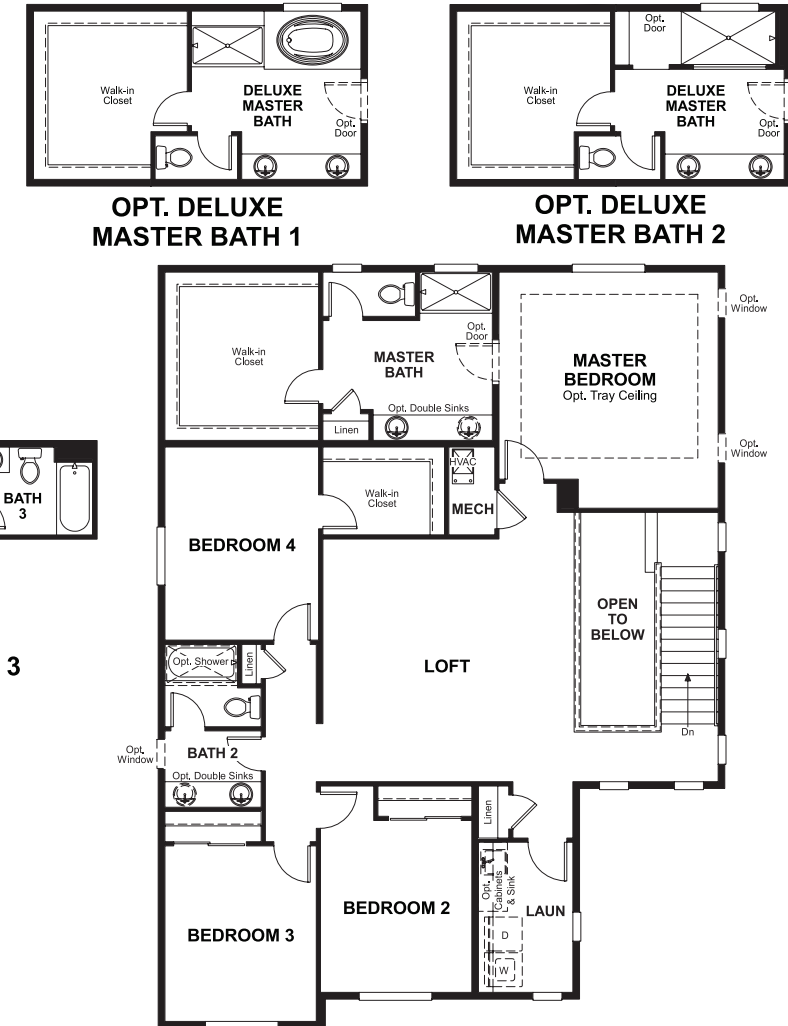 Walk-in
Closet
DELUXE
MASTER
BATH
Opt.
Door
OPT. DELUXE
MASTER BATH 1
Opt.
Door
Walk-in
Closet
DELUXE
MASTER
BATH
Opt.
Door
OPT. DELUXE
MASTER BATH 2
Walk-in
Closet
MASTER
BATH
Opt.
Door
Opt. Double Sinks
Linen
MASTER
BEDROOM
Opt. Tray Ceiling
Opt.
Window
Opt.
Window
BATH
3
3
BEDROOM 4
Walk-in
Closet
HVAC
MECH
OPEN
TO
BELOW
Dn
LOFT
Opt. Shower
Linen
BATH 2
Opt.
Window
Opt. Double Sinks
BEDROOM 3
BEDROOM 2
Linen
Opt.
Cabinets
& Sink
LAUN
D
W